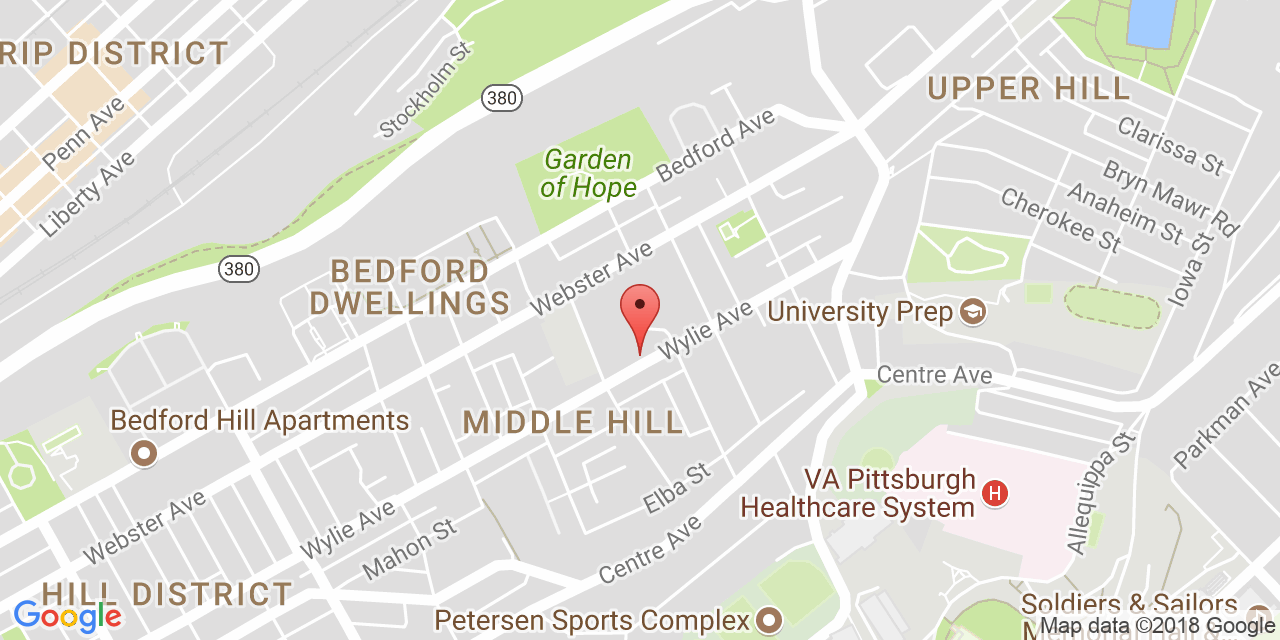 RIP DISTRICT
Penn Ave
Liberty Ave
Stockholm St
380
UPPER HILL
Clarissa St
Bryn Mawr Rd
Anaheim St
Cherokee St
Iowa St
Garden
of Hope
Bedford Ave
380
BEDFORD
DWELLINGS
Webster Ave
Wylie Ave
University Prep
Centre Ave
Parkman Ave
Bedford Hill Apartments
MIDDLE HILL
VA Pittsburgh
Healthcare System
H
Elba St
Allequippa St
Webster Ave
Wylie Ave
Mahon St
Centre Ave
HILL DISTRICT
Google
Petersen Sports Complex
Soldiers & Sailors
Map data ©2018 Google